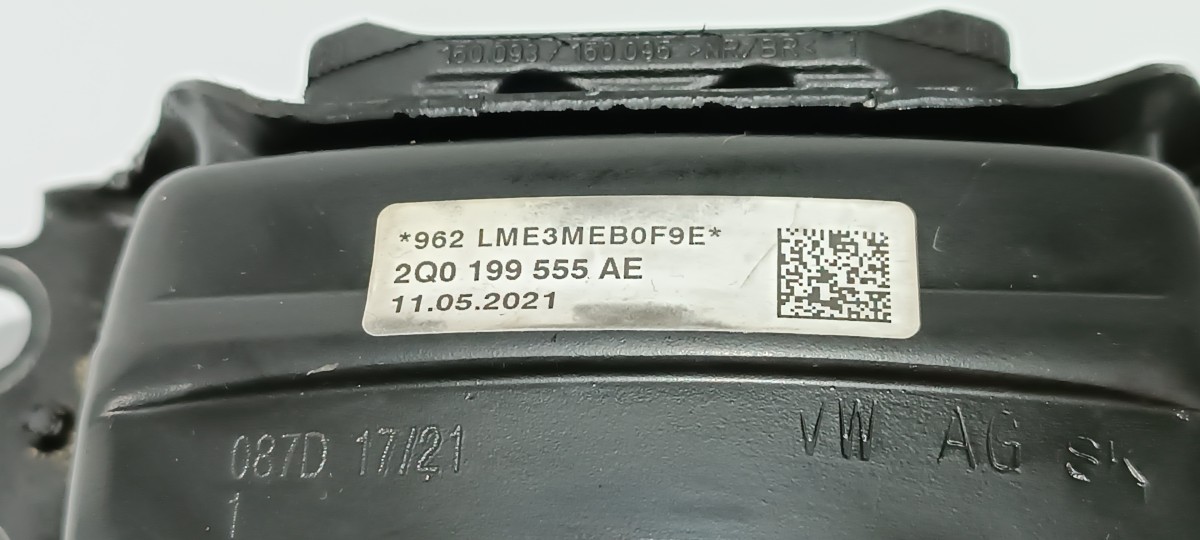 160.093 / 160.095 >NR/BR< 1
*962 LME3MEB0F9E*
2Q0 199 555 AE
11.05.2021
087D 17/21
VW AG
1